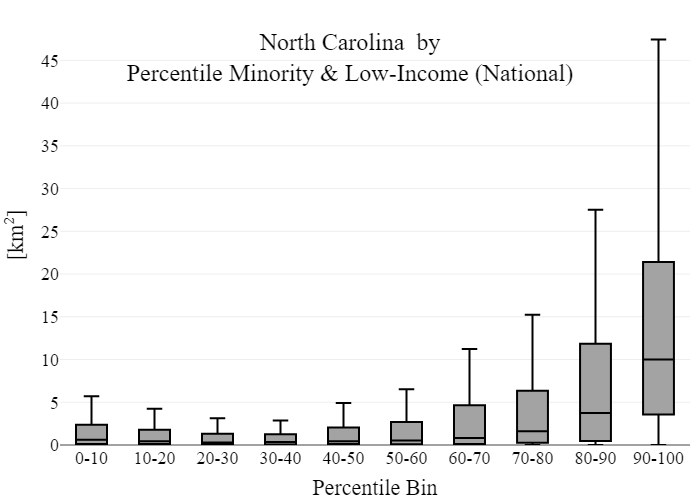 North Carolina  by
Percentile Minority & Low-Income (National)
[km²]
45
40
35
30
25
20
15
10
5
0
0-10 10-20 20-30 30-40 40-50 50-60 60-70 70-80 80-90 90-100
Percentile Bin